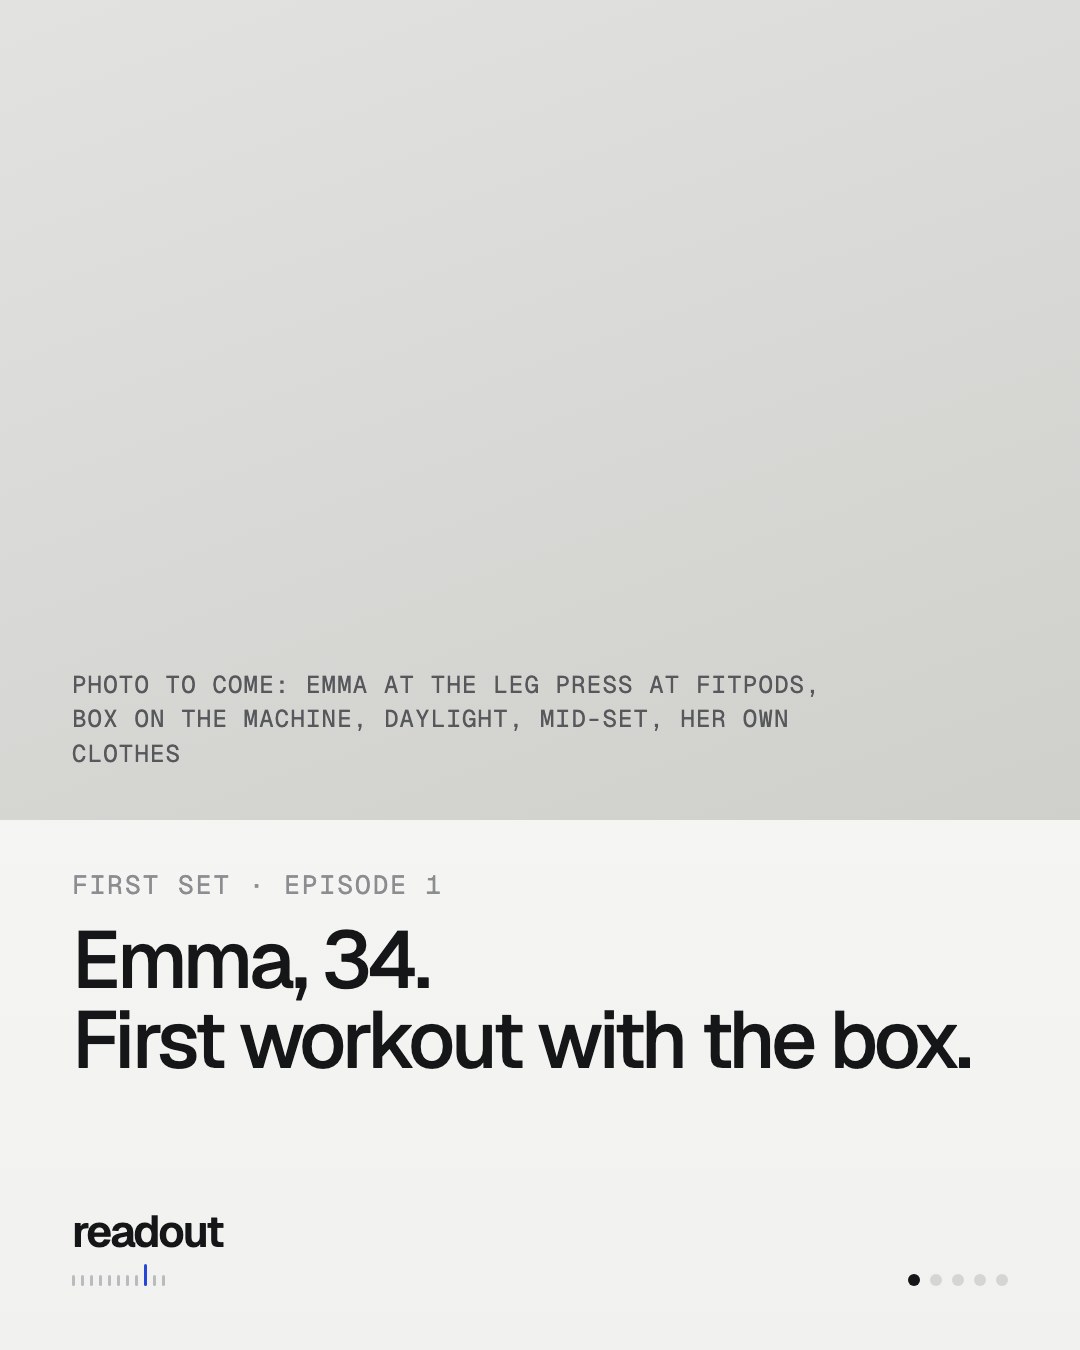 PHOTO TO COME: EMMA AT THE LEG PRESS AT FITPODS,
BOX ON THE MACHINE, DAYLIGHT, MID-SET, HER OWN
CLOTHES
FIRST SET · EPISODE 1
Emma, 34.
First workout with the box.
readout